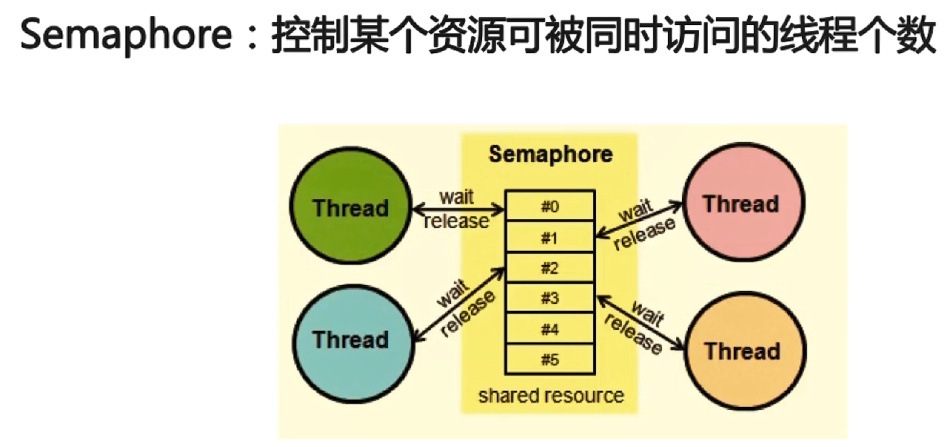 Semaphore：控制某个资源可被同时访问的线程个数
Semaphore
Thread
wait
release
#0
#1
#2
#3
#4
#5
wait
release
Thread
Thread
wait
release
wait
release
Thread
shared resource